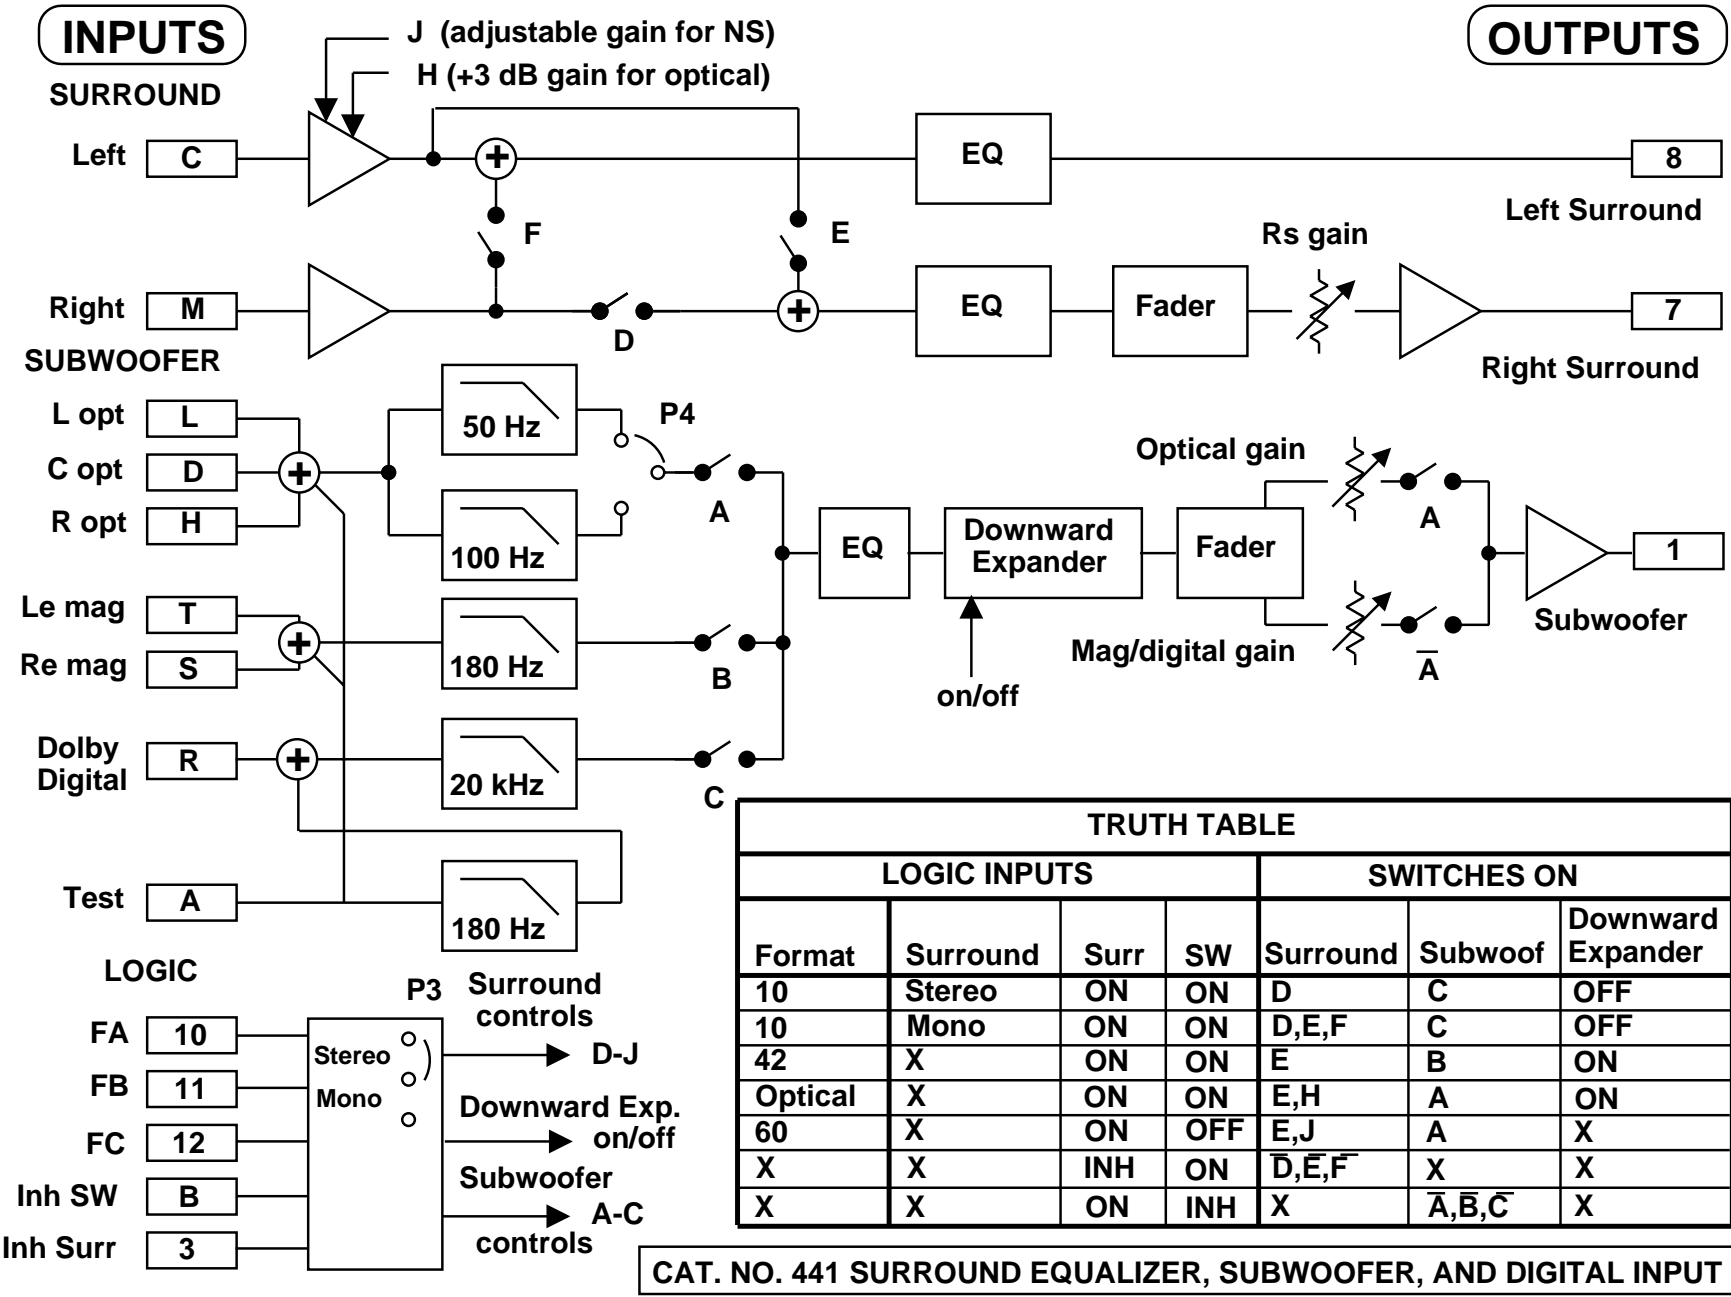 INPUTS
OUTPUTS
J (adjustable gain for NS)
H (+3 dB gain for optical)
SURROUND
Left C
+
EQ
8
Left Surround
F
E
Rs gain
Right M
D
+
EQ
Fader
7
Right Surround
SUBWOOFER
L opt L
C opt D
R opt H
+
50 Hz
100 Hz
P4
A
Optical gain
A
EQ
Downward
Expander
Fader
1
Subwoofer
Mag/digital gain
A̅
on/off
Le mag T
Re mag S
+
180 Hz
B
Dolby
Digital
R
+
20 kHz
C
Test A
180 Hz
LOGIC
FA 10
FB 11
FC 12
Inh SW B
Inh Surr 3
P3
Stereo
Mono
Surround
controls
D-J
Downward Exp.
on/off
Subwoofer
A-C
controls
TRUTH TABLE
LOGIC INPUTS SWITCHES ON
Format Surround Surr SW Surround Subwoof Downward
Expander
10 Stereo ON ON D C OFF
10 Mono ON ON D,E,F C OFF
42 X ON ON E B ON
Optical X ON ON E,H A ON
60 X ON OFF E,J A X
X X INH ON D̅,E̅,F̅ X X
X X ON INH X A̅,B̅,C̅ X
CAT. NO. 441 SURROUND EQUALIZER, SUBWOOFER, AND DIGITAL INPUT